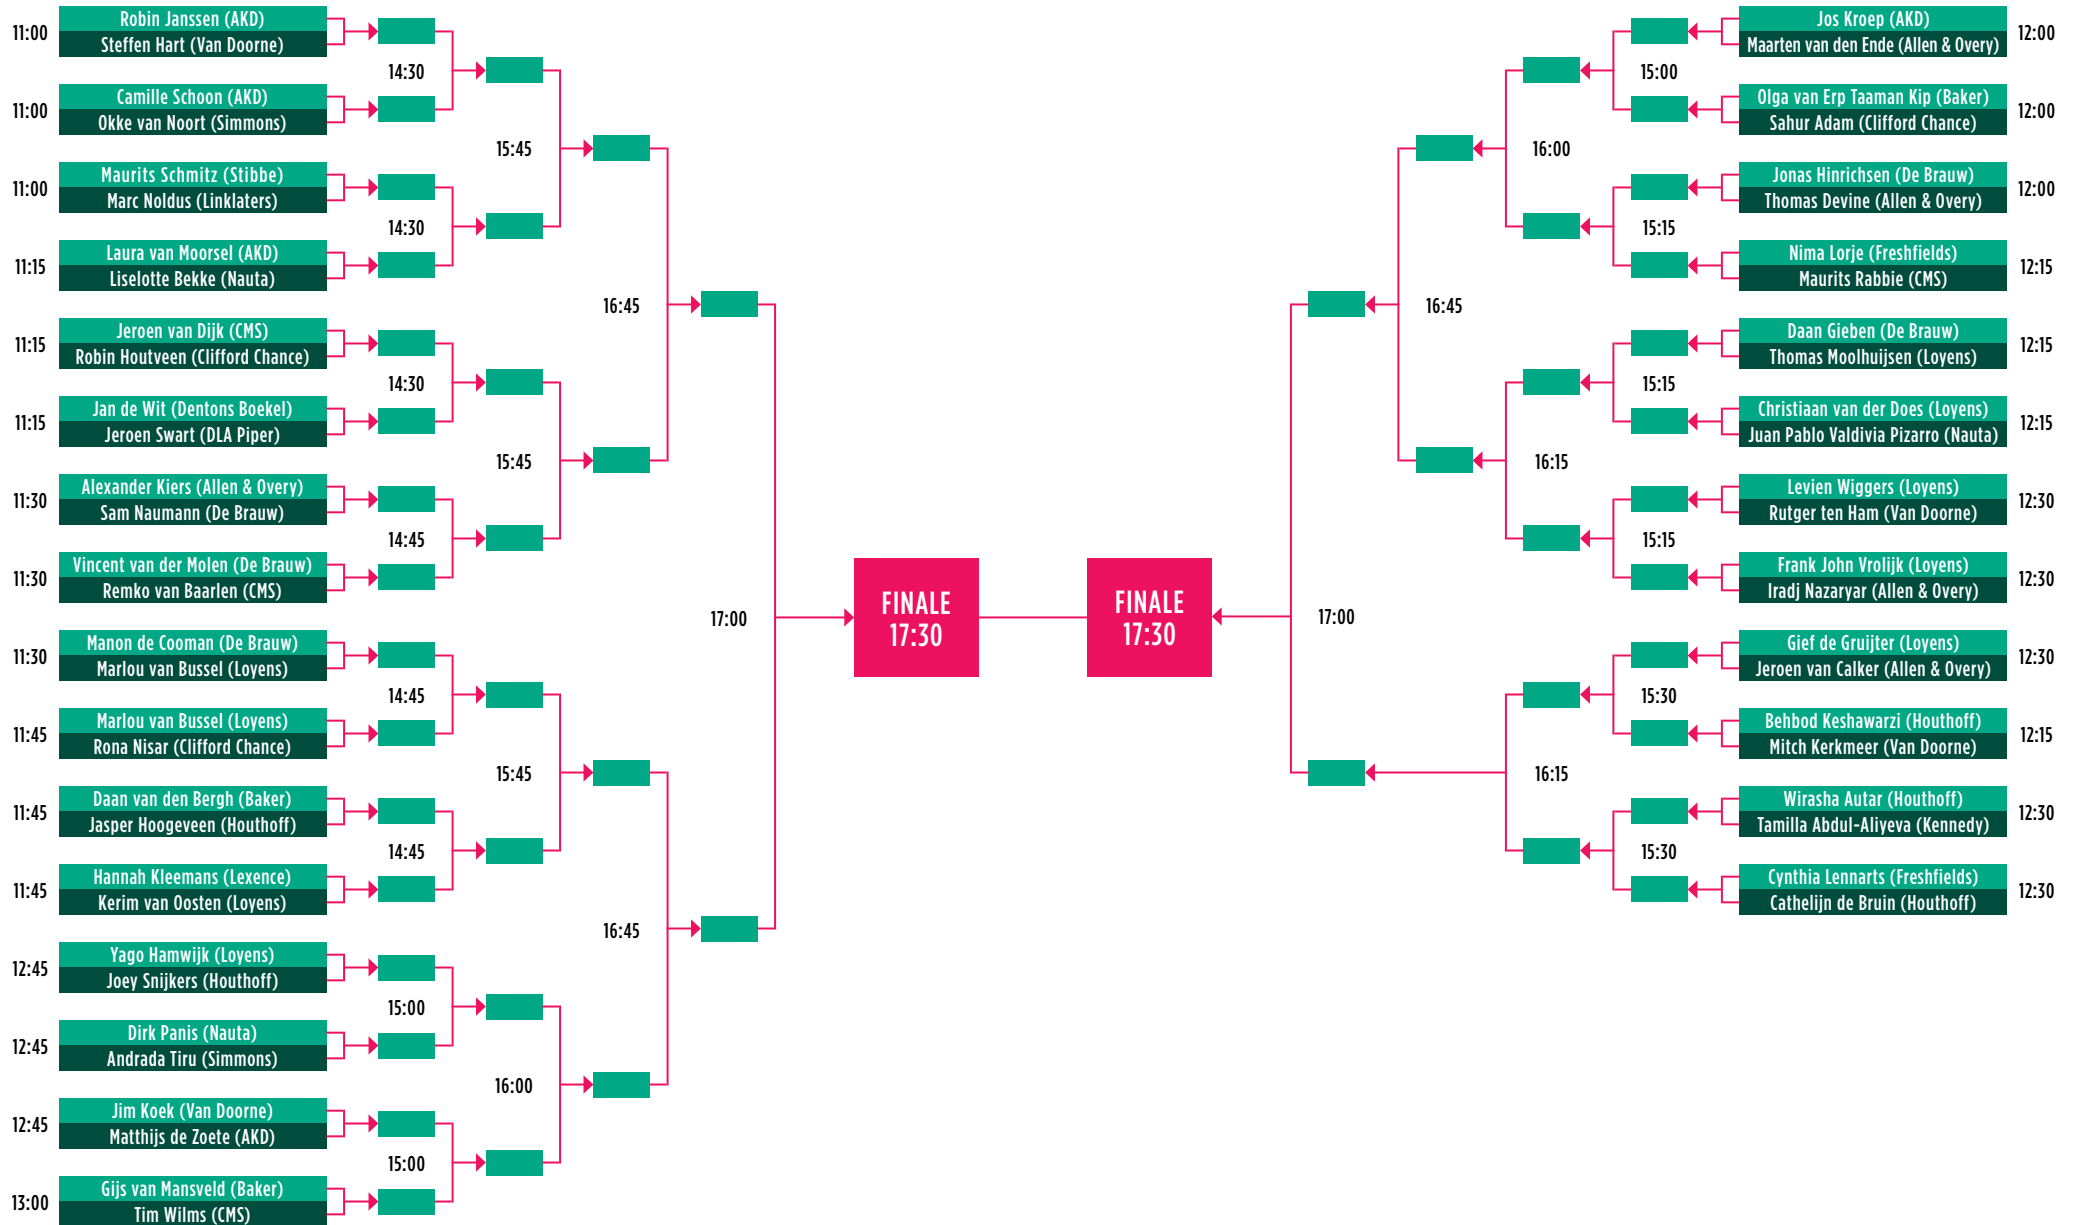 11:00
Robin Janssen (AKD)
Steffen Hart (Van Doorne)
14:30
11:00
Camille Schoon (AKD)
Okke van Noort (Simmons)
15:45
11:00
Maurits Schmitz (Stibbe)
Marc Noldus (Linklaters)
14:30
11:15
Laura van Moorsel (AKD)
Liselotte Bekke (Nauta)
16:45
11:15
Jeroen van Dijk (CMS)
Robin Houtveen (Clifford Chance)
14:30
11:15
Jan de Wit (Dentons Boekel)
Jeroen Swart (DLA Piper)
15:45
11:30
Alexander Kiers (Allen & Overy)
Sam Naumann (De Brauw)
14:45
11:30
Vincent van der Molen (De Brauw)
Remko van Baarlen (CMS)
17:00
11:30
Manon de Cooman (De Brauw)
Marlou van Bussel (Loyens)
14:45
11:45
Marlou van Bussel (Loyens)
Rona Nisar (Clifford Chance)
15:45
11:45
Daan van den Bergh (Baker)
Jasper Hoogeveen (Houthoff)
14:45
11:45
Hannah Kleemans (Lexence)
Kerim van Oosten (Loyens)
16:45
12:45
Yago Hamwijk (Loyens)
Joey Snijkers (Houthoff)
15:00
12:45
Dirk Panis (Nauta)
Andrada Tiru (Simmons)
16:00
12:45
Jim Koek (Van Doorne)
Matthijs de Zoete (AKD)
15:00
13:00
Gijs van Mansveld (Baker)
Tim Wilms (CMS)
FINALE
17:30
FINALE
17:30
Jos Kroep (AKD)
Maarten van den Ende (Allen & Overy)
12:00
15:00
Olga van Erp Taaman Kip (Baker)
Sahur Adam (Clifford Chance)
12:00
16:00
Jonas Hinrichsen (De Brauw)
Thomas Devine (Allen & Overy)
12:00
15:15
Nima Lorje (Freshfields)
Maurits Rabbie (CMS)
12:15
16:45
Daan Gieben (De Brauw)
Thomas Moolhuijsen (Loyens)
12:15
15:15
Christiaan van der Does (Loyens)
Juan Pablo Valdivia Pizarro (Nauta)
12:15
16:15
Levien Wiggers (Loyens)
Rutger ten Ham (Van Doorne)
12:30
15:15
Frank John Vrolijk (Loyens)
Iradj Nazaryar (Allen & Overy)
12:30
17:00
Gief de Gruijter (Loyens)
Jeroen van Calker (Allen & Overy)
12:30
15:30
Behbod Keshawarzi (Houthoff)
Mitch Kerkmeer (Van Doorne)
12:15
16:15
Wirasha Autar (Houthoff)
Tamilla Abdul-Aliyeva (Kennedy)
12:30
15:30
Cynthia Lennarts (Freshfields)
Cathelijn de Bruin (Houthoff)
12:30